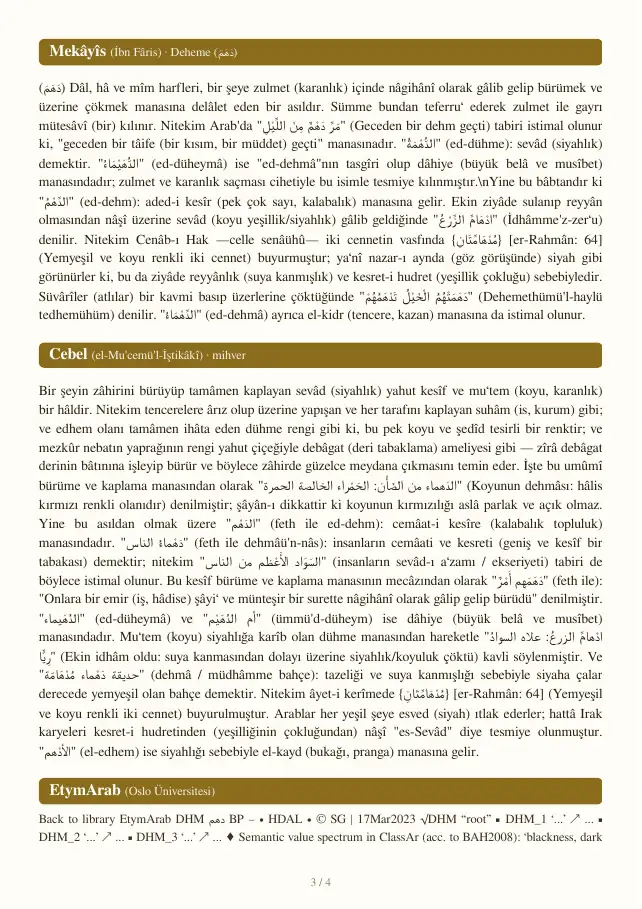 Mekâyîs (İbn Fâris) · Deheme (دَهَمَ)
(دَهَمَ) Dâl, hâ ve mîm harfleri, bir şeye zulmet (karanlık) içinde nâgihânî olarak gâlib gelip bürümek ve
üzerine çökmek manasına delâlet eden bir asıldır. Sümme bundan teferru‘ ederek zulmet ile gayrı
mütesâvî (bir) kılınır. Nitekim Arab'da "مَرَّ دَهْمٌ مِنَ اللَّيْلِ" (Geceden bir dehm geçti) tabiri istimal olunur
ki, "geceden bir tâife (bir kısım, bir müddet) geçti" manasınadır. "الدُّهْمَةُ" (ed-dühme): sevâd (siyahlık)
demektir. "الدُّهَيْمَاءُ" (ed-düheymâ) ise "ed-dehmâ"nın tasgîri olup dâhiye (büyük belâ ve musîbet)
manasındadır; zulmet ve karanlık saçması cihetiyle bu isimle tesmiye kılınmıştır.\nYine bu bâbtandır ki
"الدَّهْمُ" (ed-dehm): aded-i kesîr (pek çok sayı, kalabalık) manasına gelir. Ekin ziyâde sulanıp reyyân
olmasından nâşî üzerine sevâd (koyu yeşillik/siyahlık) gâlib geldiğinde "ادْهَامَّ الزَّرْعُ" (İdhâmme'z-zer‘u)
denilir. Nitekim Cenâb-ı Hak —celle senâühû— iki cennetin vasfında {مُدْهَامَّتَانِ} [er-Rahmân: 64]
(Yemyeşil ve koyu renkli iki cennet) buyurmuştur; ya‘nî nazar-ı aynda (göz görüşünde) siyah gibi
görünürler ki, bu da ziyâde reyyânlık (suya kanmışlık) ve kesret-i hudret (yeşillik çokluğu) sebebiyledir.
Süvârîler (atlılar) bir kavmi basıp üzerlerine çöktüğünde "دَهَمَتْهُمُ الْخَيْلُ تَدْهَمُهُمْ" (Dehemethümü'l-haylü
tedhemühüm) denilir. "الدَّهْمَاءُ" (ed-dehmâ) ayrıca el-kidr (tencere, kazan) manasına da istimal olunur.
Cebel (el-Mu'cemü'l-İştikâkî) · mihver
Bir şeyin zâhirini bürüyüp tamâmen kaplayan sevâd (siyahlık) yahut kesîf ve mu‘tem (koyu, karanlık)
bir hâldir. Nitekim tencerelere ârız olup üzerine yapışan ve her tarafını kaplayan suhâm (is, kurum) gibi;
ve edhem olanı tamâmen ihâta eden dühme rengi gibi ki, bu pek koyu ve şedîd tesirli bir renktir; ve
mezkûr nebatın yaprağının rengi yahut çiçeğiyle debâgat (deri tabaklama) ameliyesi gibi — zîrâ debâgat
derinin bâtınına işleyip bürür ve böylece zâhirde güzelce meydana çıkmasını temin eder. İşte bu umûmî
bürüme ve kaplama manasından olarak "الدهماء من الضأن: الحَمْراء الخالصة الحمرة" (Koyunun dehmâsı: hâlis
kırmızı renkli olanıdır) denilmiştir; şâyân-ı dikkattir ki koyunun kırmızılığı aslâ parlak ve açık olmaz.
Yine bu asıldan olmak üzere "الدَهْم" (feth ile ed-dehm): cemâat-i kesîre (kalabalık topluluk)
manasındadır. "دَهْماءُ الناس" (feth ile dehmâü'n-nâs): insanların cemâati ve kesreti (geniş ve kesîf bir
tabakası) demektir; nitekim "السَوَاد الأَعْظم من الناس" (insanların sevâd-ı a‘zamı / ekseriyeti) tabiri de
böylece istimal olunur. Bu kesîf bürüme ve kaplama manasının mecâzından olarak "دَهَمَهم أَمْرٌ" (feth ile):
"Onlara bir emir (iş, hâdise) şâyi‘ ve münteşir bir surette nâgihânî olarak gâlip gelip bürüdü" denilmiştir.
"الدُهيماء" (ed-düheymâ) ve "أم الدُهَيْم" (ümmü'd-düheym) ise dâhiye (büyük belâ ve musîbet)
manasındadır. Mu‘tem (koyu) siyahlığa karîb olan dühme manasından hareketle "ادهامّ الزرعُ: علاه السوادُ
رِيًّا" (Ekin idhâm oldu: suya kanmasından dolayı üzerine siyahlık/koyuluk çöktü) kavli söylenmiştir. Ve
"حديقة دَهْماء مُدْهَامّة" (dehmâ / müdhâmme bahçe): tazeliği ve suya kanmışlığı sebebiyle siyaha çalar
derecede yemyeşil olan bahçe demektir. Nitekim âyet-i kerîmede {مُدْهَامَّتَانِ} [er-Rahmân: 64] (Yemyeşil
ve koyu renkli iki cennet) buyurulmuştur. Arablar her yeşil şeye esved (siyah) ıtlak ederler; hattâ Irak
karyeleri kesret-i hudretinden (yeşilliğinin çokluğundan) nâşî "es-Sevâd" diye tesmiye olunmuştur.
"الأَدْهم" (el-edhem) ise siyahlığı sebebiyle el-kayd (bukağı, pranga) manasına gelir.
EtymArab (Oslo Üniversitesi)
Back to library EtymArab DHM دهم BP – • HDAL • © SG | 17Mar2023 √DHM “root” ▪ DHM_1 ‘...’ ↗ ... ▪
DHM_2 ‘...’ ↗ ... ▪ DHM_3 ‘...’ ↗ ... ♦ Semantic value spectrum in ClassAr (acc. to BAH2008): ‘blackness, dark
3 / 4